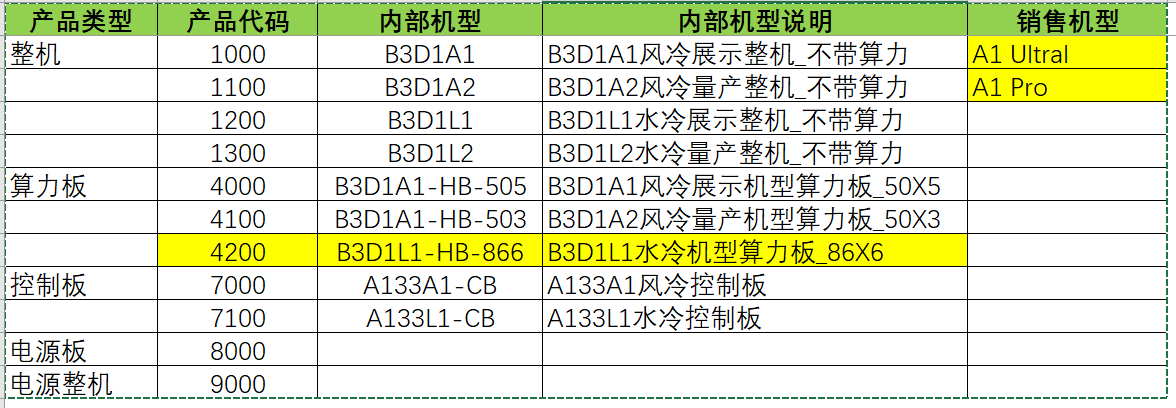 产品类型 产品代码 内部机型 内部机型说明 销售机型
整机 1000 B3D1A1 B3D1A1风冷展示整机_不带算力 A1 Ultral
1100 B3D1A2 B3D1A2风冷量产整机_不带算力 A1 Pro
1200 B3D1L1 B3D1L1水冷展示整机_不带算力
1300 B3D1L2 B3D1L2水冷量产整机_不带算力
算力板 4000 B3D1A1-HB-505 B3D1A1风冷展示机型算力板_50X5
4100 B3D1A1-HB-503 B3D1A2风冷量产机型算力板_50X3
4200 B3D1L1-HB-866 B3D1L1水冷机型算力板_86X6
控制板 7000 A133A1-CB A133A1风冷控制板
7100 A133L1-CB A133L1水冷控制板
电源板 8000
电源整机 9000